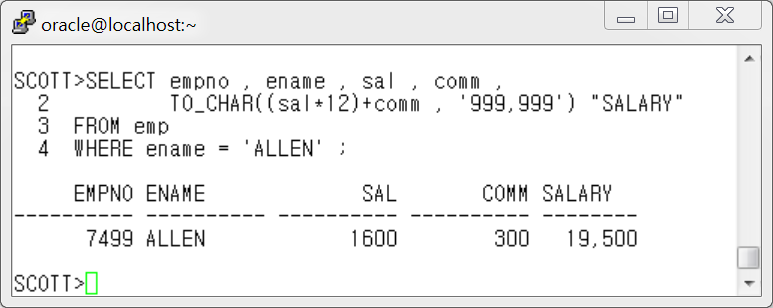 oracle@localhost:~
SCOTT>SELECT empno , ename , sal , comm ,
  2          TO_CHAR((sal*12)+comm , '999,999') "SALARY"
  3  FROM emp
  4  WHERE ename = 'ALLEN' ;
     EMPNO ENAME             SAL       COMM SALARY
---------- ---------- ---------- ---------- --------
      7499 ALLEN            1600        300   19,500
SCOTT>